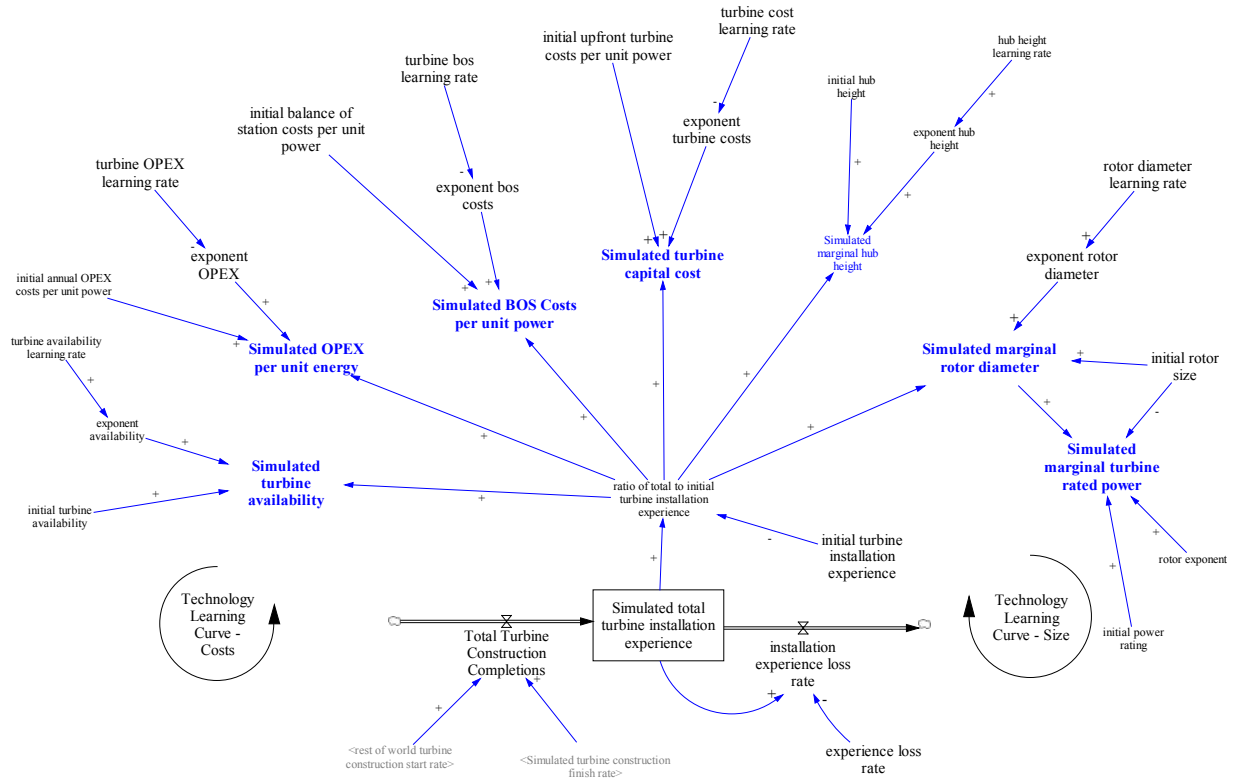 turbine cost
learning rate
initial upfront turbine
costs per unit power
hub height
learning rate
turbine bos
learning rate
initial hub
height
initial balance of
station costs per unit
power
exponent
turbine costs
exponent hub
height
turbine OPEX
learning rate
exponent bos
costs
rotor diameter
learning rate
Simulated turbine
capital cost
Simulated
marginal hub
height
exponent
OPEX
exponent rotor
diameter
initial annual OPEX
costs per unit power
Simulated BOS Costs
per unit power
turbine availability
learning rate
Simulated OPEX
per unit energy
Simulated marginal
rotor diameter
initial rotor
size
exponent
availability
Simulated
turbine
availability
Simulated
marginal turbine
rated power
ratio of total to initial
turbine installation
experience
initial turbine
availability
initial turbine
installation
experience
rotor exponent
Technology
Learning
Curve -
Costs
Simulated total
turbine installation
experience
Technology
Learning
Curve - Size
Total Turbine
Construction
Completions
installation
experience loss
rate
initial power
rating
<rest of world turbine
construction start rate>
<Simulated turbine construction
finish rate>
experience loss
rate